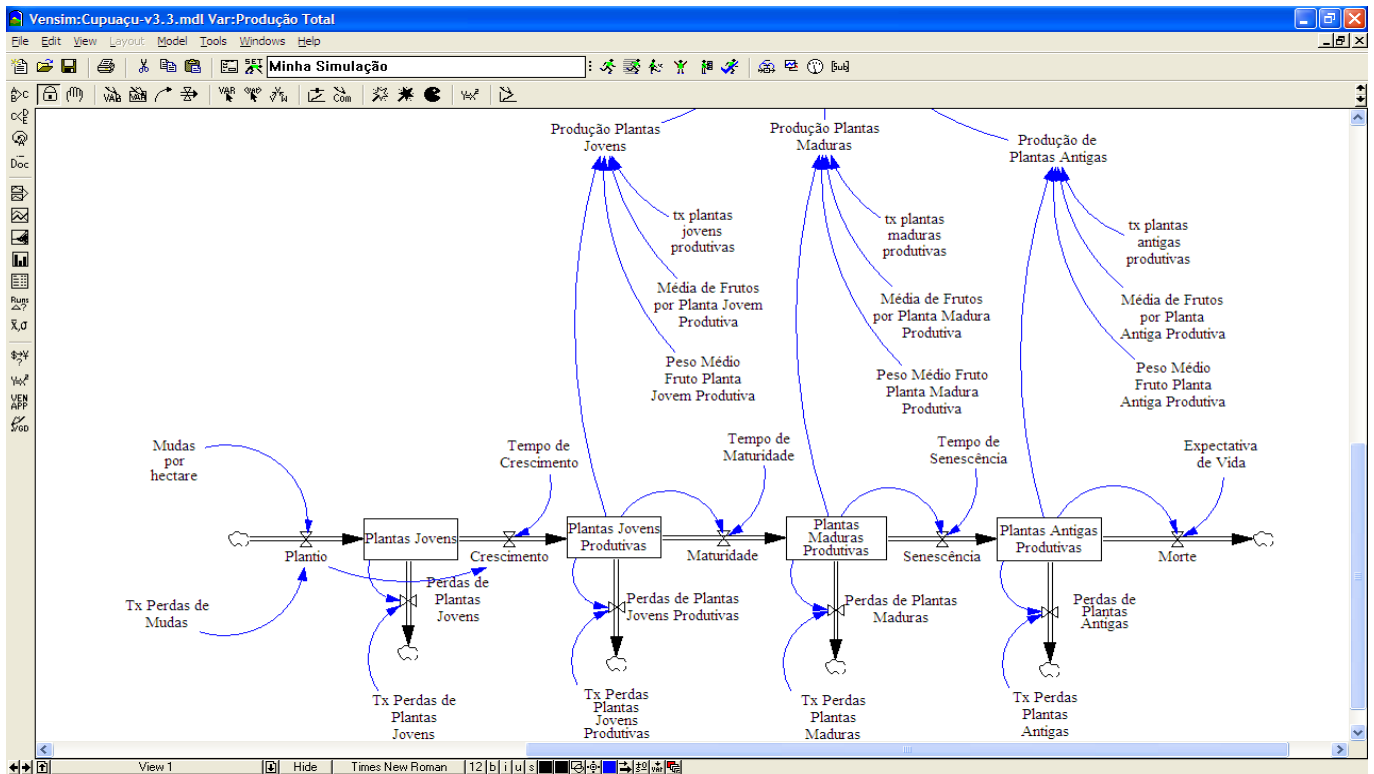 Vensim:Cupuaçu-v3.3.mdl Var:Produção Total
File Edit View Layout Model Tools Windows Help
SET
Minha Simulação
Sub
VAR
Com
Doc
Runs
VEN
APP
Produção Plantas
Jovens
Produção Plantas
Maduras
Produção de
Plantas Antigas
tx plantas
jovens
produtivas
tx plantas
maduras
produtivas
tx plantas
antigas
produtivas
Média de Frutos
por Planta Jovem
Produtiva
Média de Frutos
por Planta Madura
Produtiva
Média de Frutos
por Planta
Antiga Produtiva
Peso Médio
Fruto Planta
Jovem Produtiva
Peso Médio Fruto
Planta Madura
Produtiva
Peso Médio
Fruto Planta
Antiga Produtiva
Mudas
por
hectare
Tempo de
Crescimento
Tempo de
Maturidade
Tempo de
Senescência
Expectativa
de Vida
Plantio
Plantas Jovens
Crescimento
Plantas Jovens
Produtivas
Maturidade
Plantas
Maduras
Produtivas
Senescência
Plantas Antigas
Produtivas
Morte
Tx Perdas de
Mudas
Perdas de
Plantas
Jovens
Perdas de Plantas
Jovens Produtivas
Perdas de Plantas
Maduras
Perdas de
Plantas
Antigas
Tx Perdas de
Plantas
Jovens
Tx Perdas
Plantas
Jovens
Produtivas
Tx Perdas
Plantas
Maduras
Tx Perdas
Plantas
Antigas
View 1 Hide Times New Roman 12 b i u s